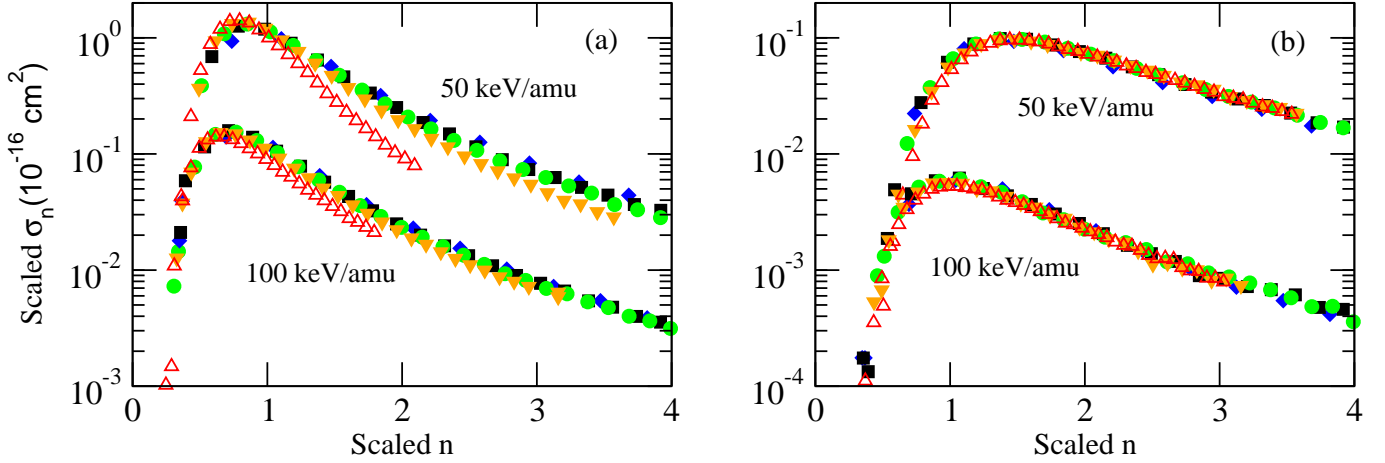 (a)
50 keV/amu
100 keV/amu
Scaled σ_n(10^-16 cm^2)
10^0
10^-1
10^-2
10^-3
0 1 2 3 4
Scaled n
(b)
50 keV/amu
100 keV/amu
10^-1
10^-2
10^-3
10^-4
0 1 2 3 4
Scaled n